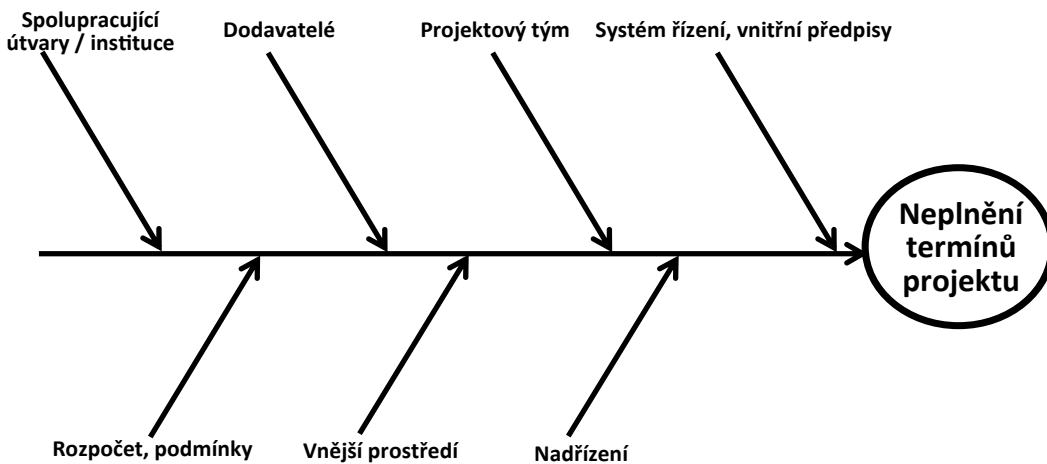 Spolupracující
útvary / instituce
Dodavatelé
Projektový tým
Systém řízení, vnitřní předpisy
Neplnění
termínů
projektu
Rozpočet, podmínky
Vnější prostředí
Nadřízení